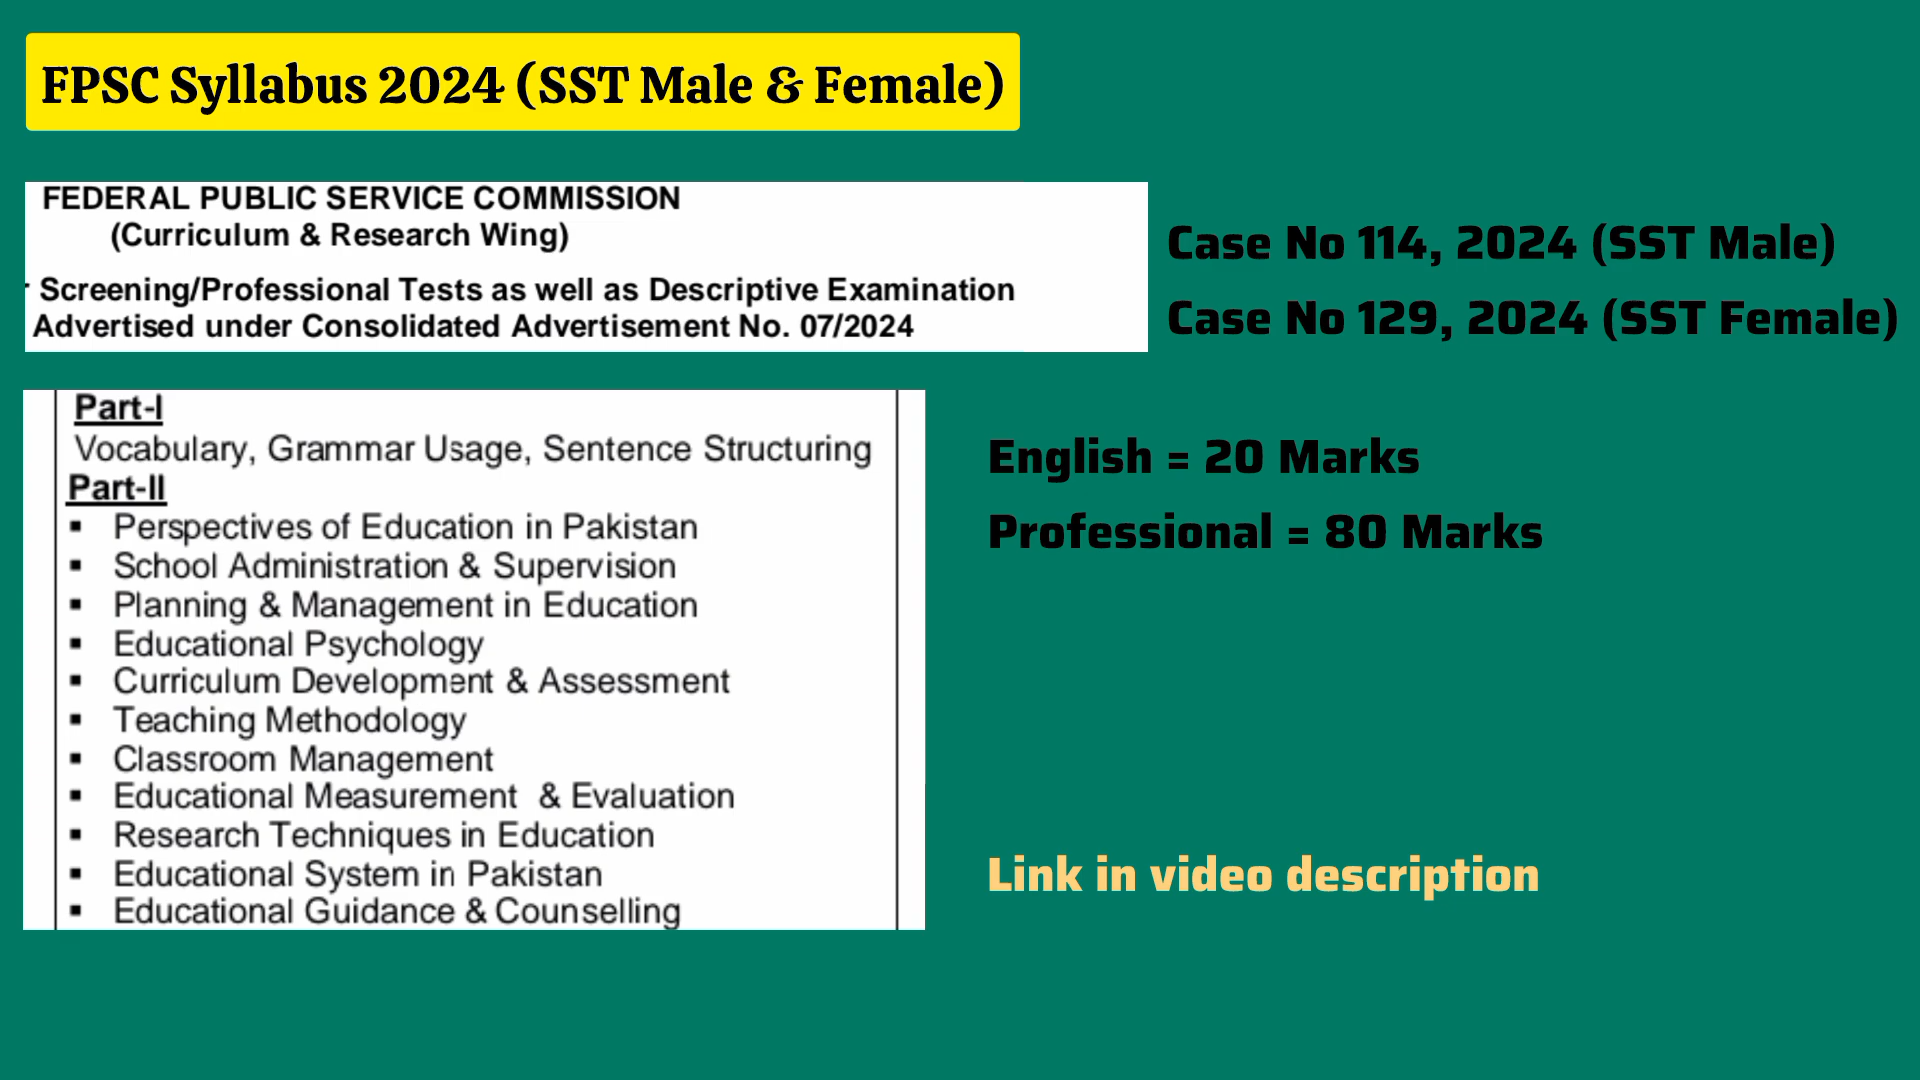 FPSC Syllabus 2024 (SST Male & Female)
FEDERAL PUBLIC SERVICE COMMISSION
(Curriculum & Research Wing)
Screening/Professional Tests as well as Descriptive Examination
Advertised under Consolidated Advertisement No. 07/2024
Case No 114, 2024 (SST Male)
Case No 129, 2024 (SST Female)
Part-I
Vocabulary, Grammar Usage, Sentence Structuring
Part-II
▪ Perspectives of Education in Pakistan
▪ School Administration & Supervision
▪ Planning & Management in Education
▪ Educational Psychology
▪ Curriculum Development & Assessment
▪ Teaching Methodology
▪ Classroom Management
▪ Educational Measurement & Evaluation
▪ Research Techniques in Education
▪ Educational System in Pakistan
▪ Educational Guidance & Counselling
English = 20 Marks
Professional = 80 Marks
Link in video description